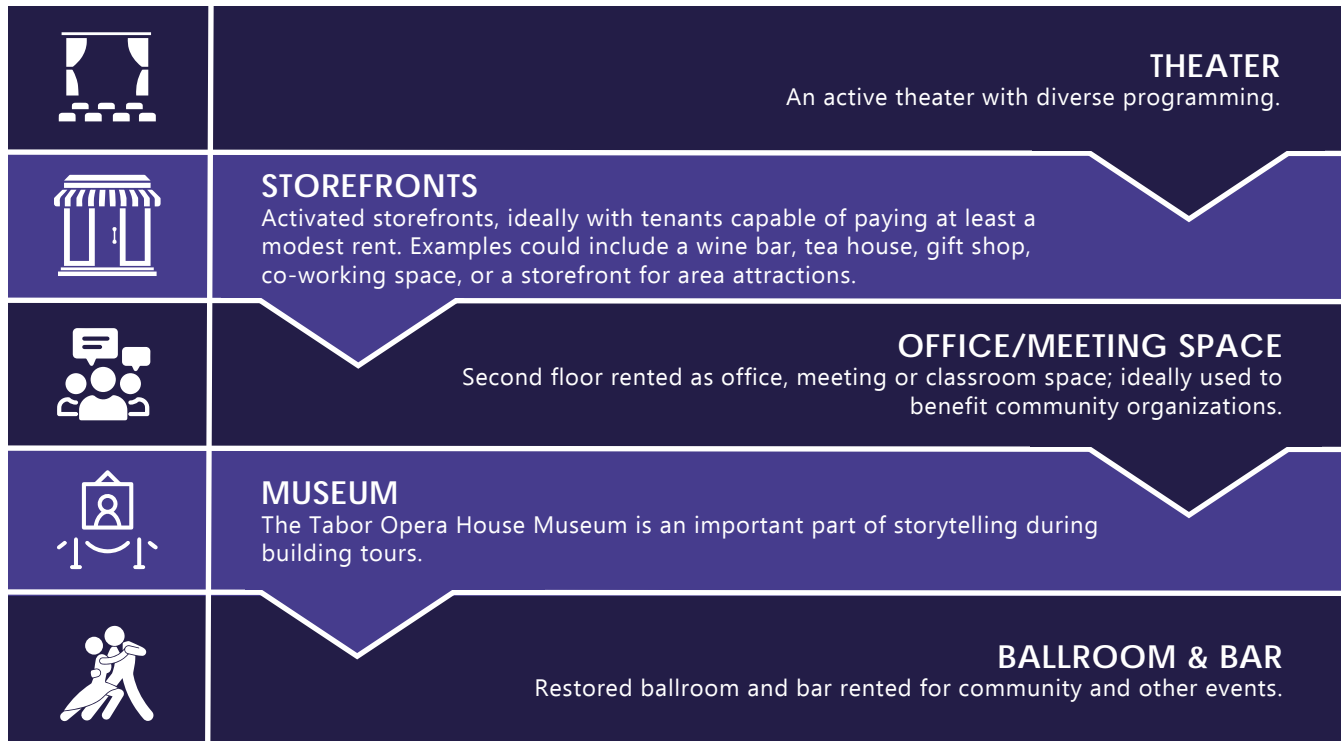 THEATER
An active theater with diverse programming.
STOREFRONTS
Activated storefronts, ideally with tenants capable of paying at least a
modest rent. Examples could include a wine bar, tea house, gift shop,
co-working space, or a storefront for area attractions.
OFFICE/MEETING SPACE
Second floor rented as office, meeting or classroom space; ideally used to
benefit community organizations.
MUSEUM
The Tabor Opera House Museum is an important part of storytelling during
building tours.
BALLROOM & BAR
Restored ballroom and bar rented for community and other events.